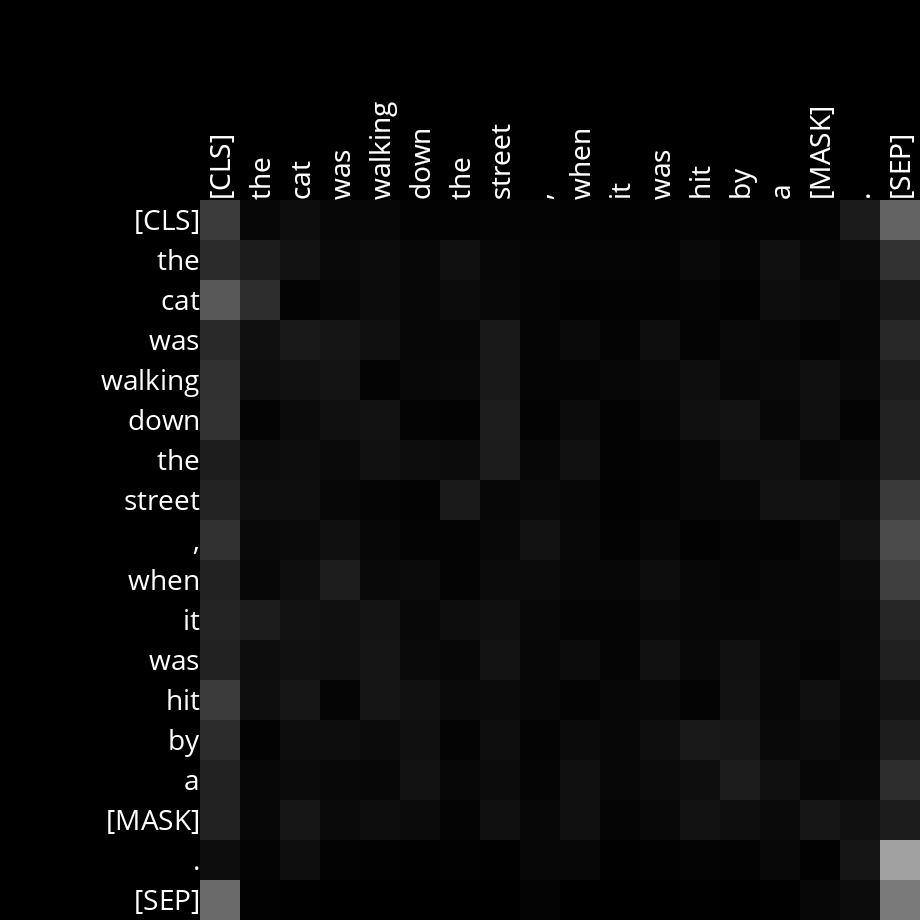 [CLS] the cat was walking down the street , when it was hit by a [MASK] . [SEP]
[CLS]
the
cat
was
walking
down
the
street
,
when
it
was
hit
by
a
[MASK]
.
[SEP]